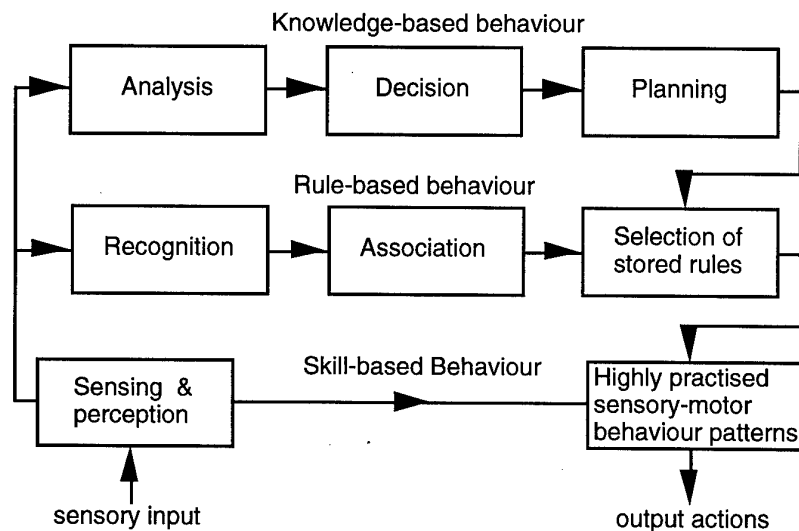 Knowledge-based behaviour
Analysis
Decision
Planning
Rule-based behaviour
Recognition
Association
Selection of
stored rules
Skill-based Behaviour
Sensing &
perception
Highly practised
sensory-motor
behaviour patterns
sensory input
output actions